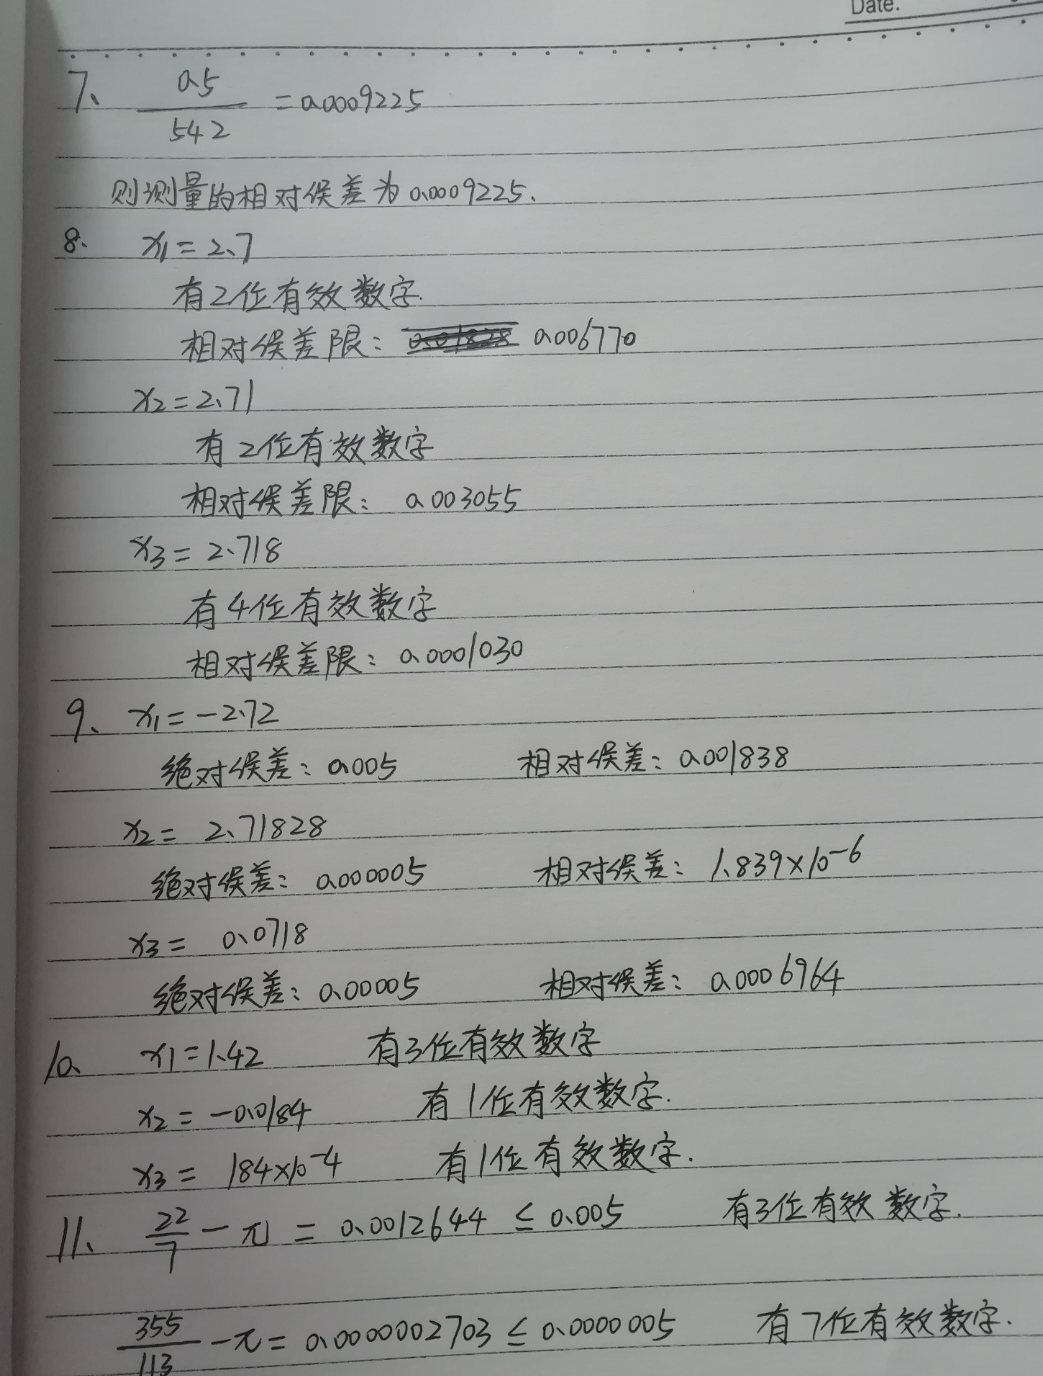 Date.
7、 0.5/542 = 0.0009225
则测量的相对误差为0.0009225.
8. x1 = 2.7
有2位有效数字.
相对误差限: 0.006770
x2 = 2.71
有2位有效数字
相对误差限: 0.003055
x3 = 2.718
有4位有效数字
相对误差限: 0.0001030
9、 x1 = -2.72
绝对误差: 0.005 相对误差: 0.001838
x2 = 2.71828
绝对误差: 0.000005 相对误差: 1.839×10^-6
x3 = 0.0718
绝对误差: 0.00005 相对误差: 0.0006964
10、 x1 = 1.42 有3位有效数字
x2 = -0.0184 有1位有效数字.
x3 = 184×10^-4 有1位有效数字.
11、 22/7 - π = 0.0012644 ≤ 0.005 有3位有效数字.
355/113 - π = 0.0000002703 ≤ 0.0000005 有7位有效数字.